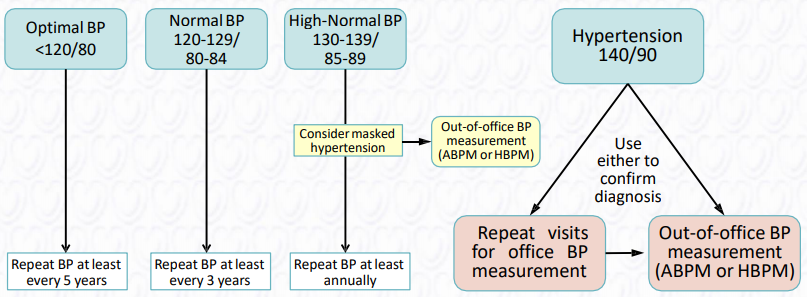 Optimal BP
<120/80
Normal BP
120-129/
80-84
High-Normal BP
130-139/
85-89
Hypertension
140/90
Consider masked
hypertension
Out-of-office BP
measurement
(ABPM or HBPM)
Use
either to
confirm
diagnosis
Repeat BP at least
every 5 years
Repeat BP at least
every 3 years
Repeat BP at least
annually
Repeat visits
for office BP
measurement
Out-of-office BP
measurement
(ABPM or HBPM)